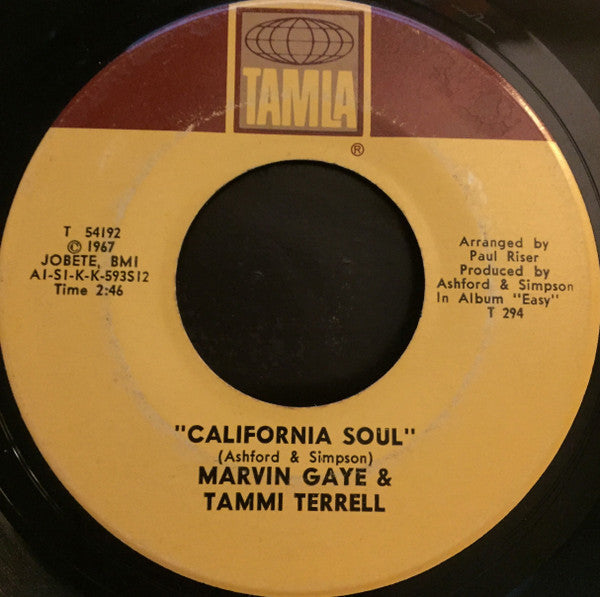 TAMLA
®
T 54192
© 1967
JOBETE, BMI
A1-S1-K-K-593S12
Time 2:46
Arranged by
Paul Riser
Produced by
Ashford & Simpson
In Album "Easy"
T 294
"CALIFORNIA SOUL"
(Ashford & Simpson)
MARVIN GAYE &
TAMMI TERRELL